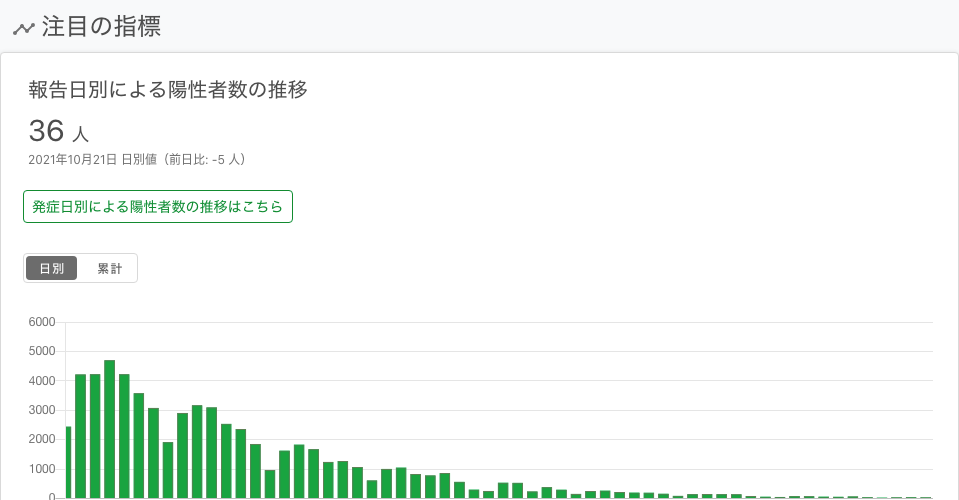 注目の指標
報告日別による陽性者数の推移
36 人
2021年10月21日 日別値（前日比: -5 人）
発症日別による陽性者数の推移はこちら
日別 累計
6000
5000
4000
3000
2000
1000
0